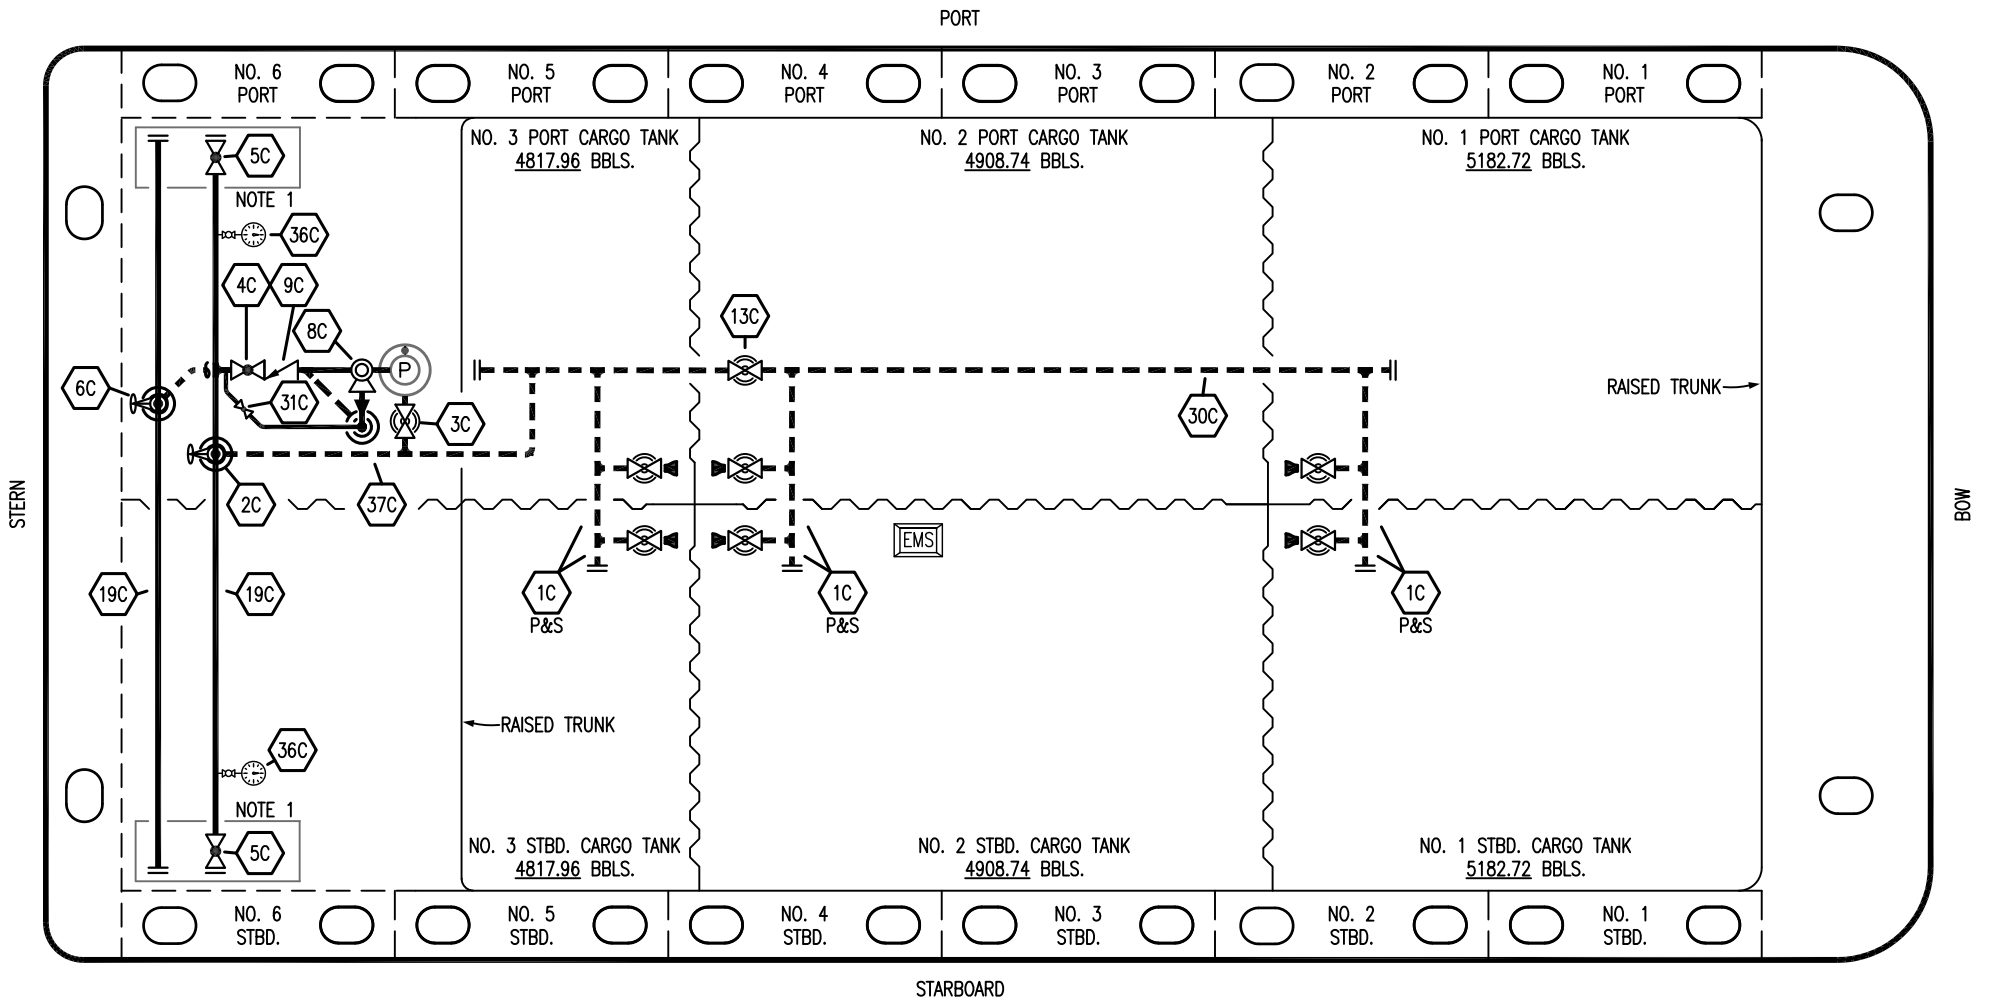 PORT
NO. 6
PORT
NO. 5
PORT
NO. 4
PORT
NO. 3
PORT
NO. 2
PORT
NO. 1
PORT
NO. 3 PORT CARGO TANK
4817.96 BBLS.
NO. 2 PORT CARGO TANK
4908.74 BBLS.
NO. 1 PORT CARGO TANK
5182.72 BBLS.
5C
NOTE 1
36C
4C
9C
8C
13C
P
6C
31C
3C
30C
RAISED TRUNK
2C
37C
STERN
BOW
EMS
19C
19C
1C
P&S
1C
P&S
1C
P&S
RAISED TRUNK
36C
NOTE 1
5C
NO. 3 STBD. CARGO TANK
4817.96 BBLS.
NO. 2 STBD. CARGO TANK
4908.74 BBLS.
NO. 1 STBD. CARGO TANK
5182.72 BBLS.
NO. 6
STBD.
NO. 5
STBD.
NO. 4
STBD.
NO. 3
STBD.
NO. 2
STBD.
NO. 1
STBD.
STARBOARD